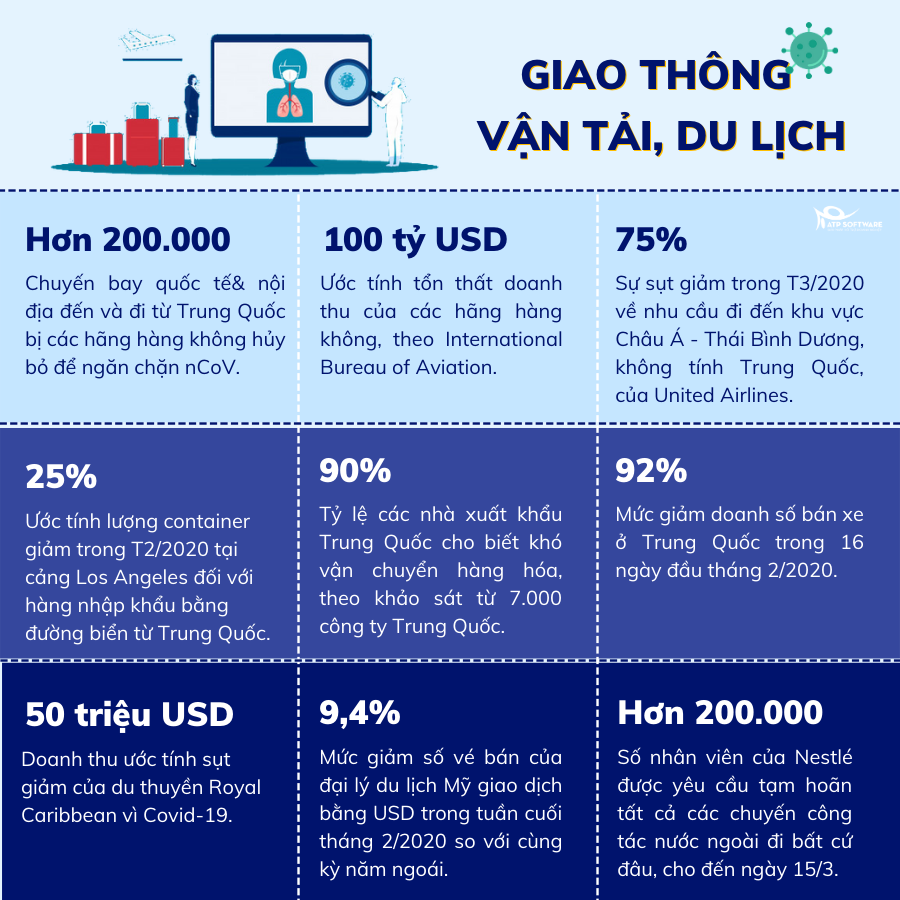 GIAO THÔNG
VẬN TẢI, DU LỊCH
ATP SOFTWARE
Hơn 200.000
Chuyến bay quốc tế& nội
địa đến và đi từ Trung Quốc
bị các hãng hàng không hủy
bỏ để ngăn chặn nCoV.
100 tỷ USD
Ước tính tổn thất doanh
thu của các hãng hàng
không, theo International
Bureau of Aviation.
75%
Sự sụt giảm trong T3/2020
về nhu cầu đi đến khu vực
Châu Á - Thái Bình Dương,
không tính Trung Quốc,
của United Airlines.
25%
Ước tính lượng container
giảm trong T2/2020 tại
cảng Los Angeles đối với
hàng nhập khẩu bằng
đường biển từ Trung Quốc.
90%
Tỷ lệ các nhà xuất khẩu
Trung Quốc cho biết khó
vận chuyển hàng hóa,
theo khảo sát từ 7.000
công ty Trung Quốc.
92%
Mức giảm doanh số bán xe
ở Trung Quốc trong 16
ngày đầu tháng 2/2020.
50 triệu USD
Doanh thu ước tính sụt
giảm của du thuyền Royal
Caribbean vì Covid-19.
9,4%
Mức giảm số vé bán của
đại lý du lịch Mỹ giao dịch
bằng USD trong tuần cuối
tháng 2/2020 so với cùng
kỳ năm ngoái.
Hơn 200.000
Số nhân viên của Nestlé
được yêu cầu tạm hoãn
tất cả các chuyến công
tác nước ngoài đi bất cứ
đâu, cho đến ngày 15/3.